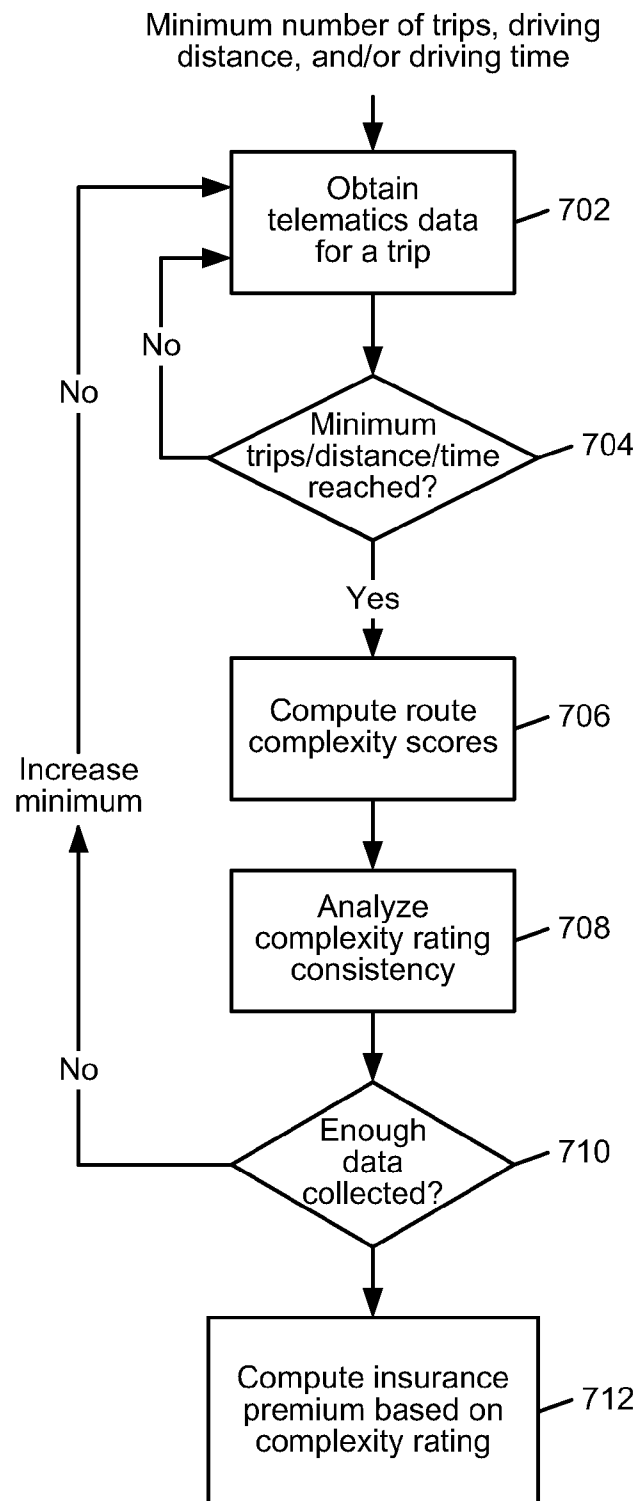 Minimum number of trips, driving
distance, and/or driving time
Obtain
telematics data
for a trip
702
No
No
Minimum
trips/distance/time
reached?
704
Yes
Compute route
complexity scores
706
Increase
minimum
Analyze
complexity rating
consistency
708
No
Enough
data
collected?
710
Compute insurance
premium based on
complexity rating
712